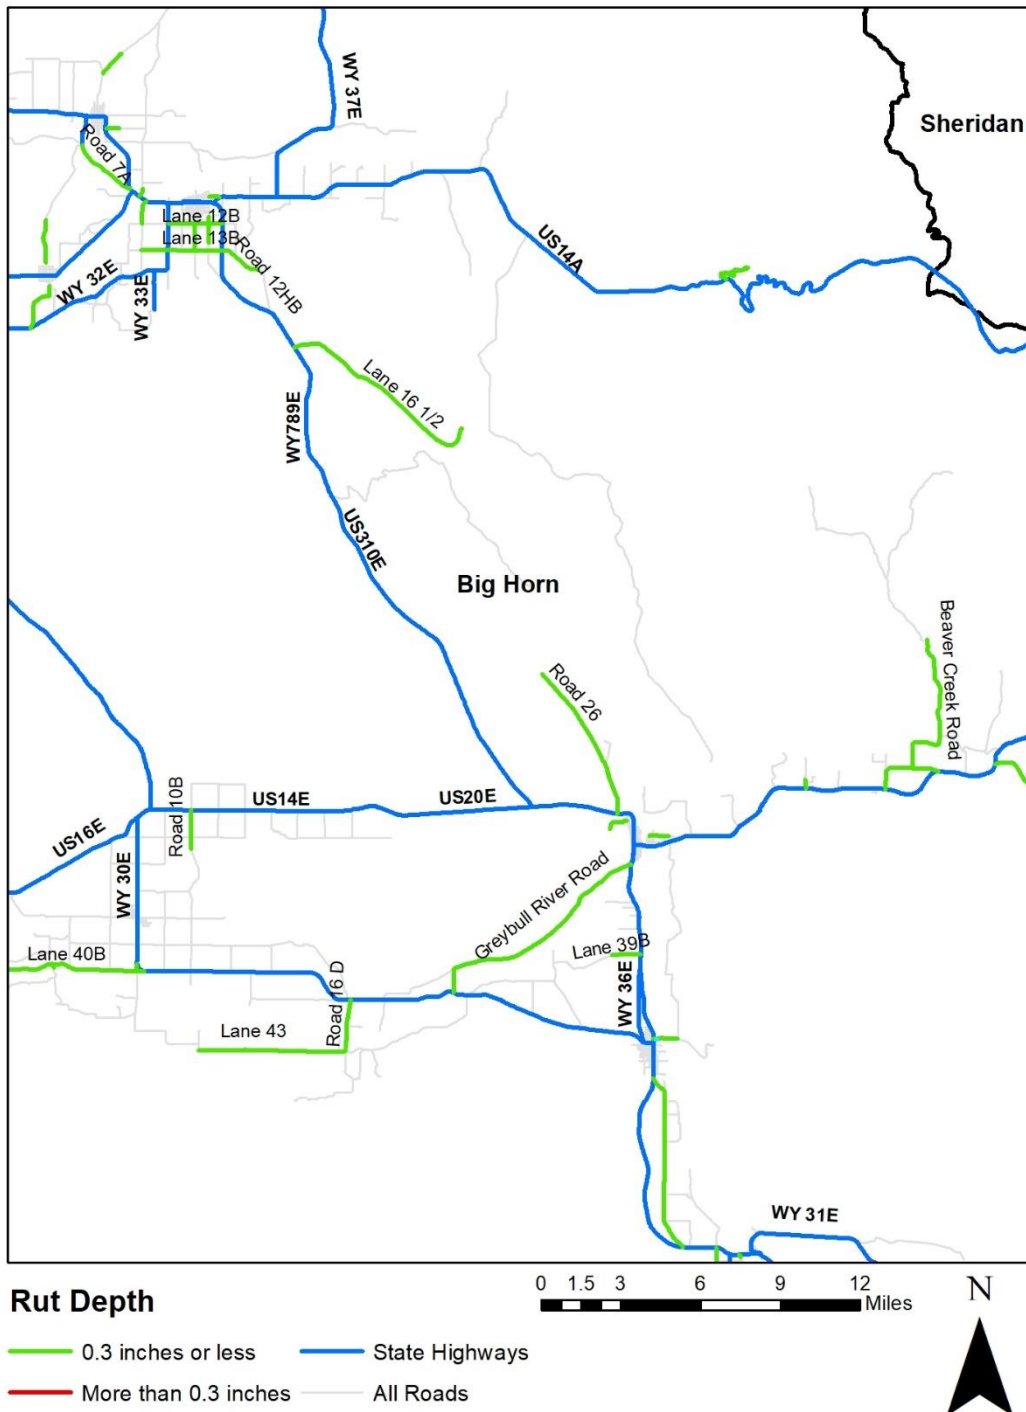 WY 37E
Sheridan
Road 7A
Lane 12B
Lane 13B
Road 12HB
US14A
WY 32E
WY 33E
Lane 16 1/2
WY789E
US310E
Big Horn
Beaver Creek Road
Road 26
Road 10B
US14E
US20E
US16E
WY 30E
Greybull River Road
Lane 39B
Lane 40B
Road 16 D
WY 36E
Lane 43
WY 31E
Rut Depth
0 1.5 3 6 9 12
Miles
N
0.3 inches or less
State Highways
More than 0.3 inches
All Roads